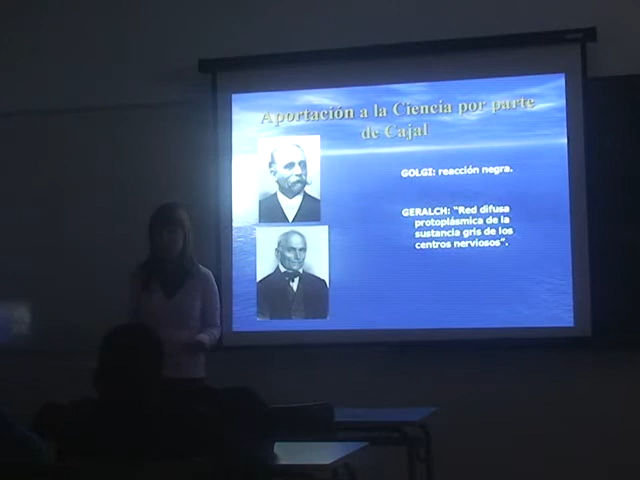 Aportación a la Ciencia por parte
de Cajal
GOLGI: reacción negra.
GERALCH: "Red difusa
protoplásmica de la
sustancia gris de los
centros nerviosos".